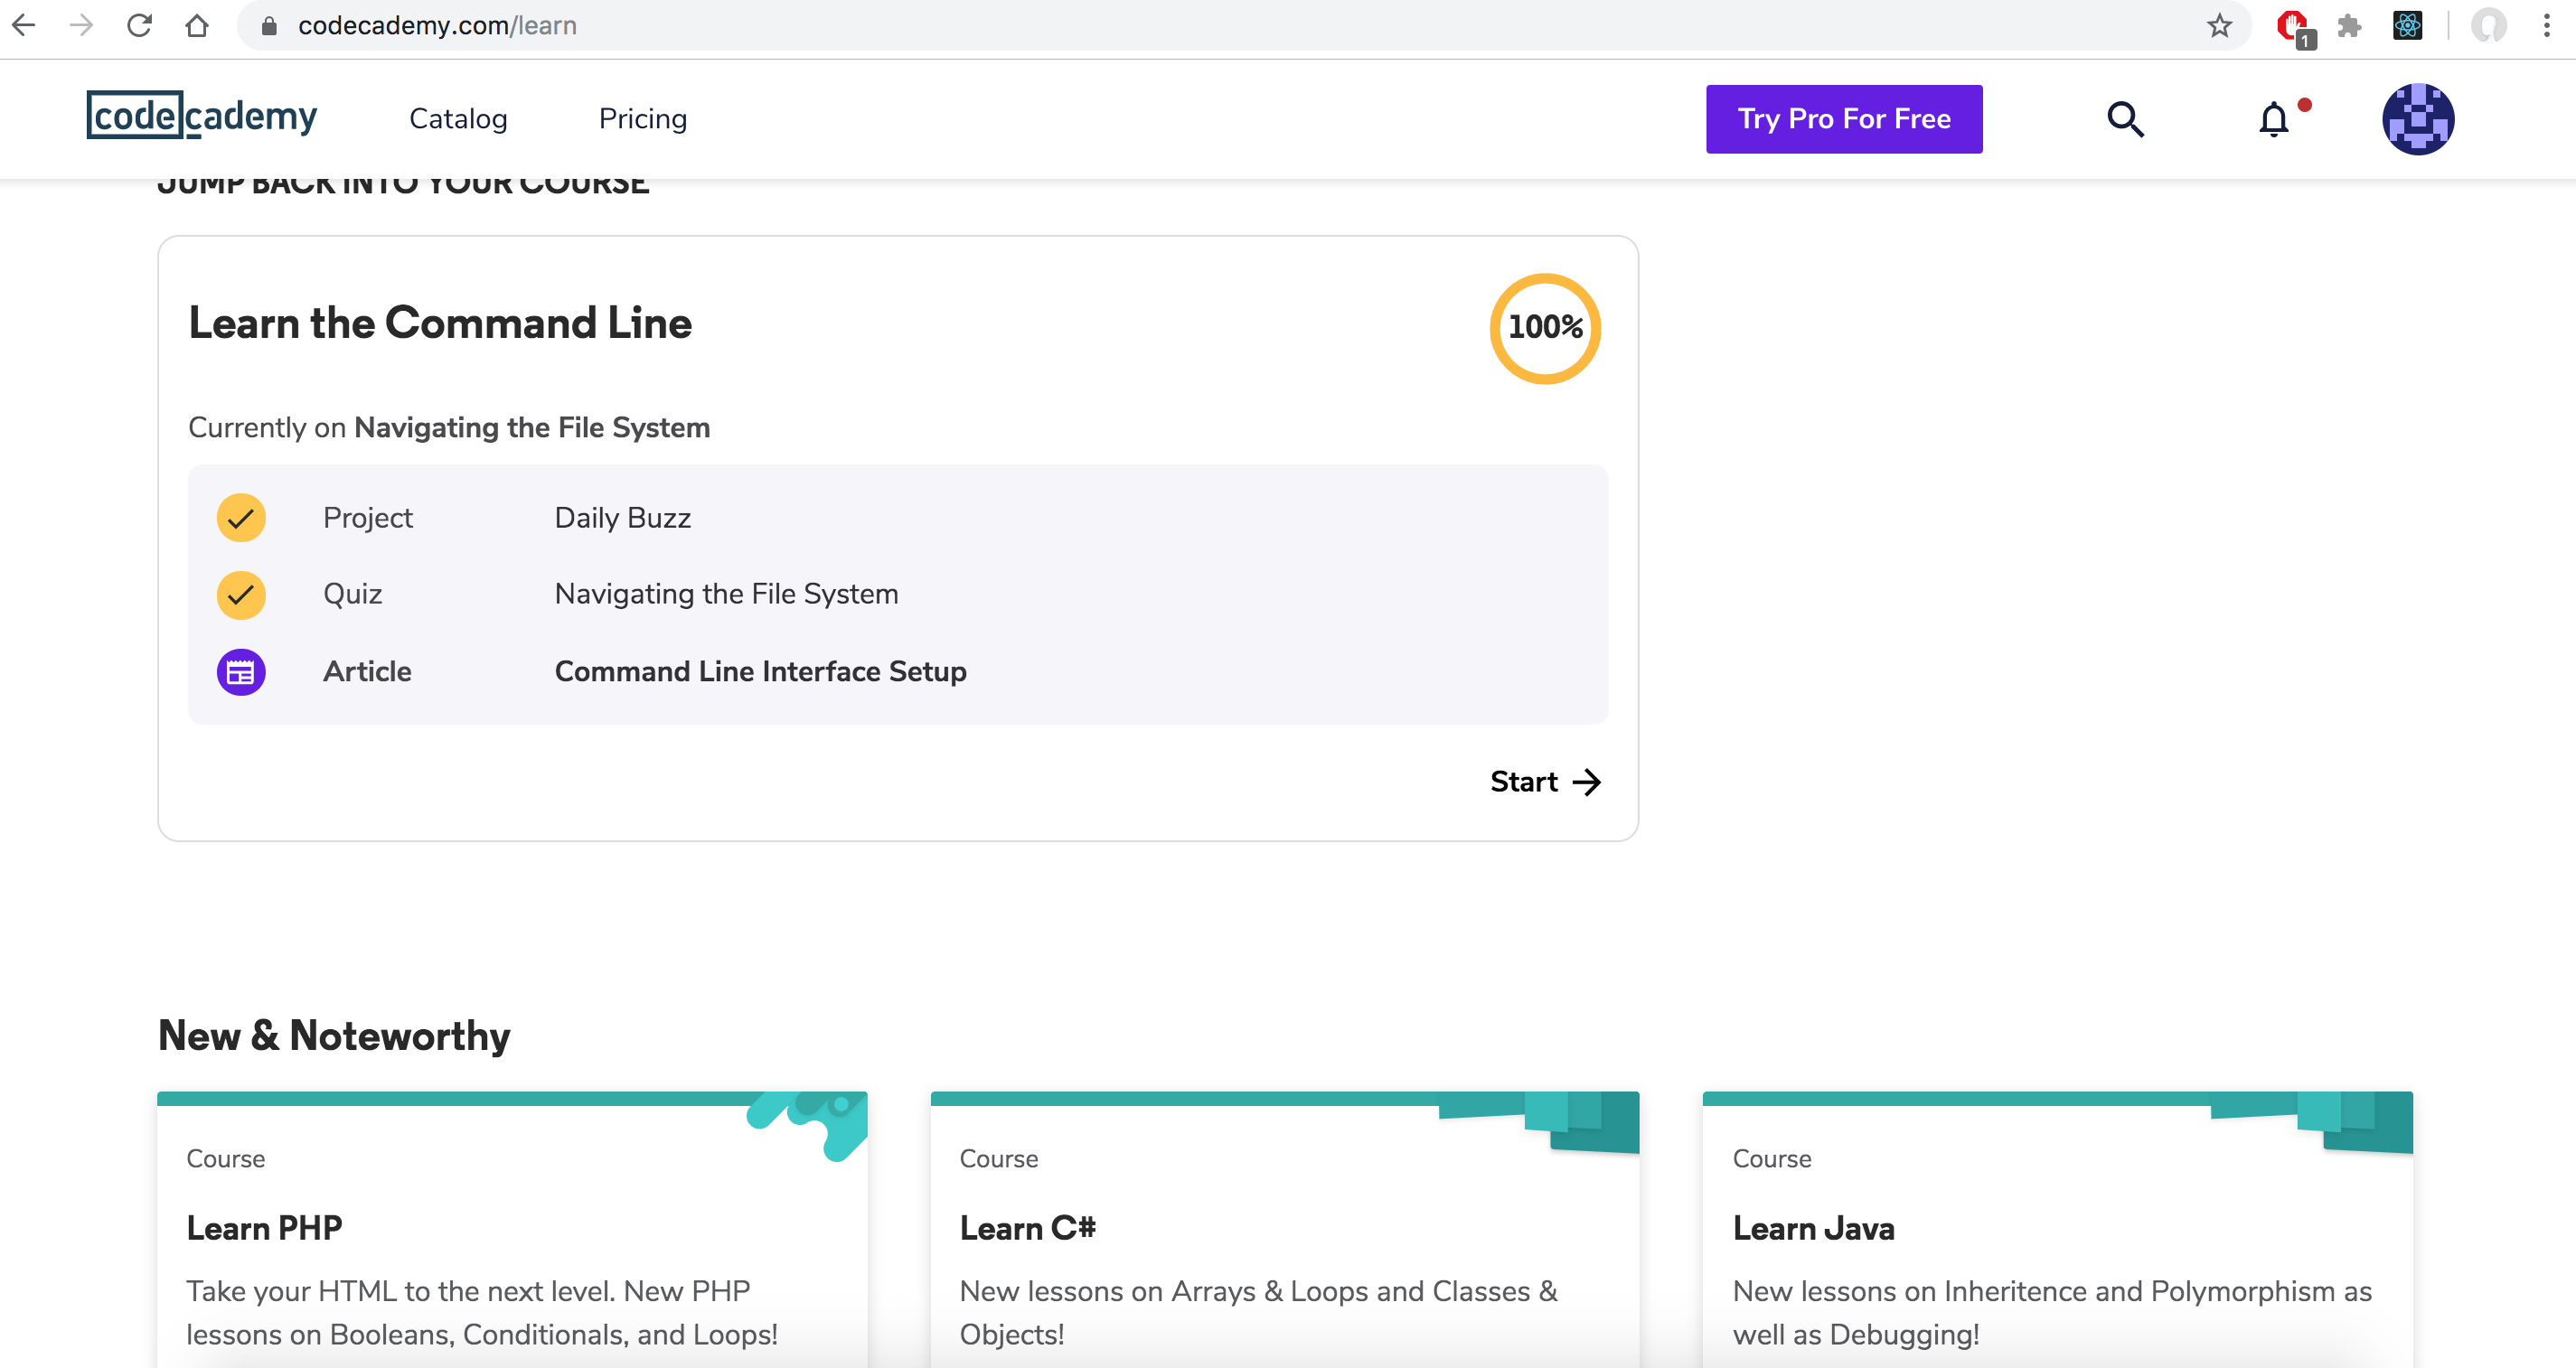 codecademy.com/learn
1
codecademy Catalog Pricing Try Pro For Free
JUMP BACK INTO YOUR COURSE
Learn the Command Line 100%
Currently on Navigating the File System
Project Daily Buzz
Quiz Navigating the File System
Article Command Line Interface Setup
Start
New & Noteworthy
Course
Learn PHP
Take your HTML to the next level. New PHP
lessons on Booleans, Conditionals, and Loops!
Course
Learn C#
New lessons on Arrays & Loops and Classes &
Objects!
Course
Learn Java
New lessons on Inheritence and Polymorphism as
well as Debugging!